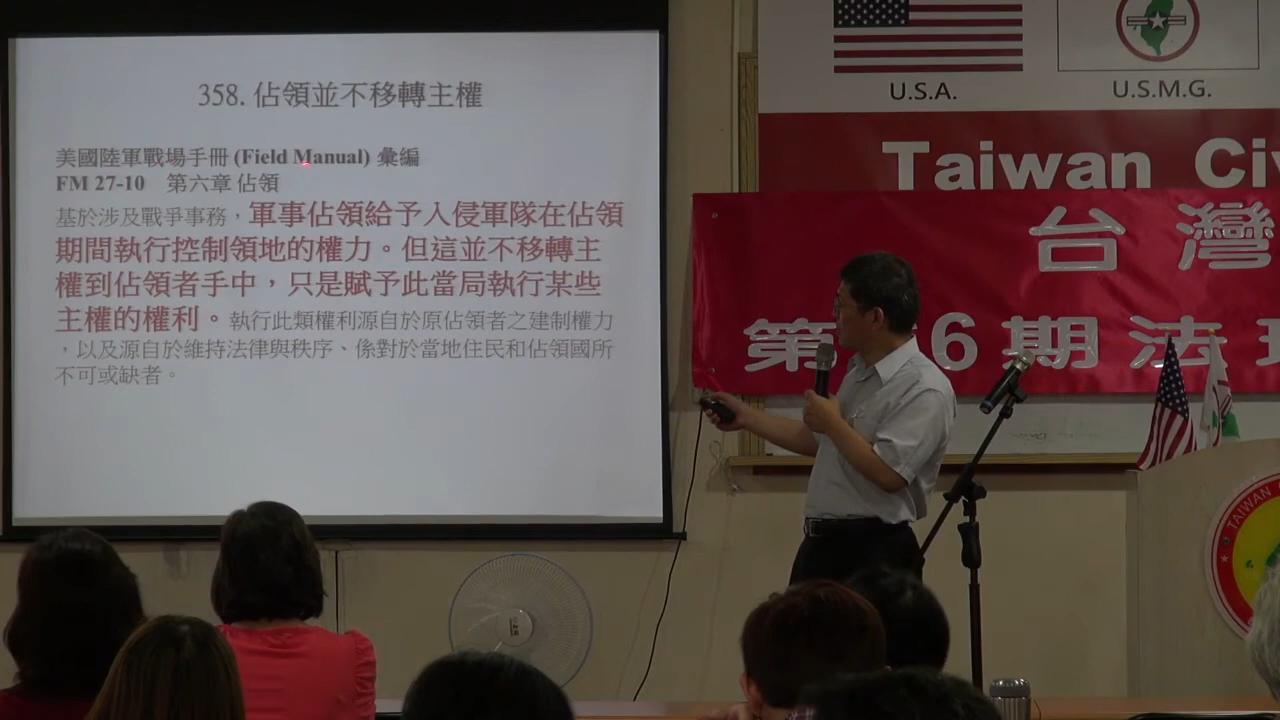 358. 佔領並不移轉主權
美國陸軍戰場手冊 (Field Manual) 彙編
FM 27-10 第六章 佔領
基於涉及戰爭事務，軍事佔領給予入侵軍隊在佔領
期間執行控制領地的權力。但這並不移轉主
權到佔領者手中，只是賦予此當局執行某些
主權的權利。執行此類權利源自於原佔領者之建制權力
，以及源自於維持法律與秩序、係對於當地住民和佔領國所
不可或缺者。
U.S.A.
U.S.M.G.
Taiwan Civ
台灣
第 6期法
TAIWAN